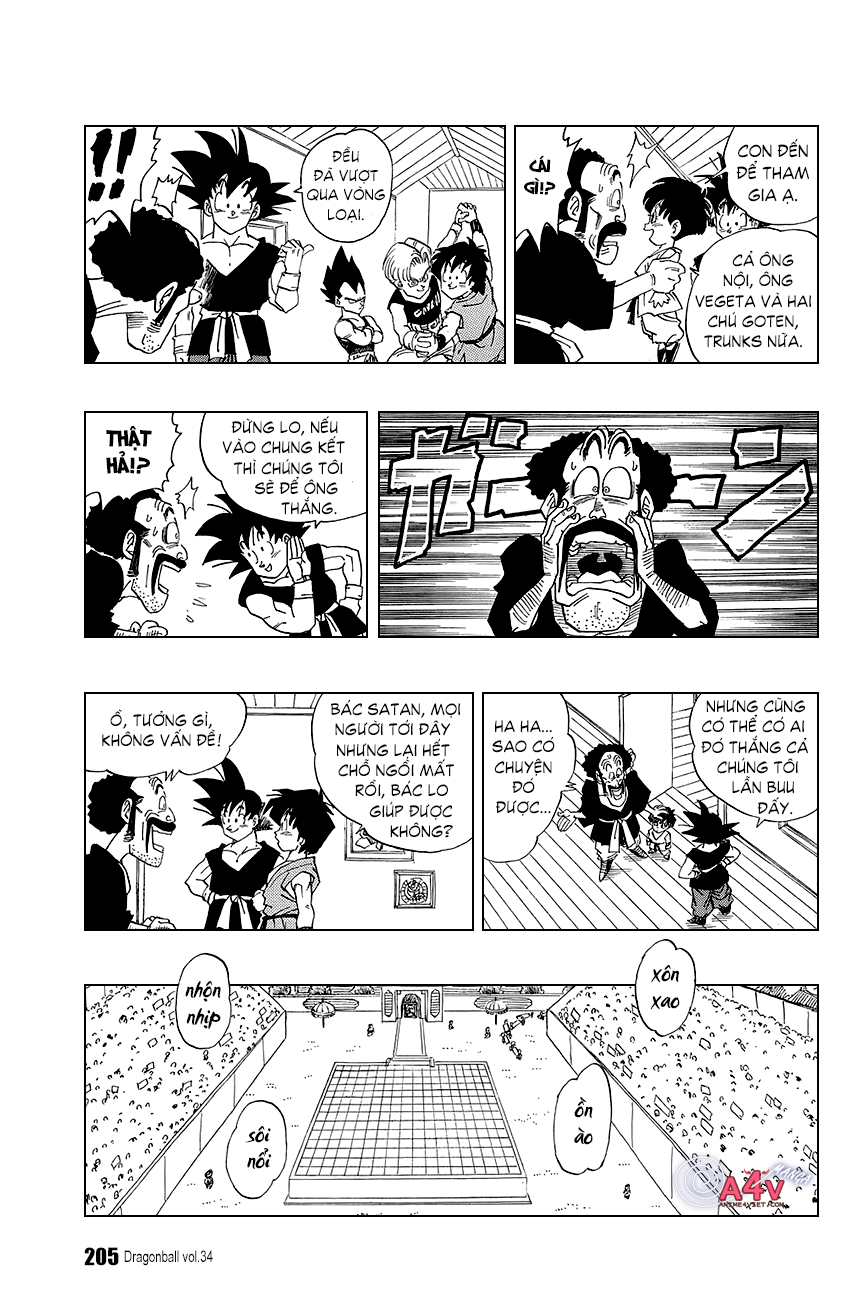 CON ĐẾN
ĐỂ THAM
GIA Ạ.
CÁI
GÌ!?
CẢ ÔNG
NỘI, ÔNG
VEGETA VÀ HAI
CHÚ GOTEN,
TRUNKS NỮA.
ĐỀU
ĐÃ VƯỢT
QUA VÒNG
LOẠI.
!!
ガーーン
ĐỪNG LO, NẾU
VÀO CHUNG KẾT
THÌ CHÚNG TÔI
SẼ ĐỂ ÔNG
THẮNG.
THẬT
HẢ!?
NHƯNG CŨNG
CÓ THỂ CÓ AI
ĐÓ THẮNG CẢ
CHÚNG TÔI
LẪN BUU
ĐẤY.
HA HA...
SAO CÓ
CHUYỆN
ĐÓ
ĐƯỢC...
BÁC SATAN, MỌI
NGƯỜI TỚI ĐÂY
NHƯNG LẠI HẾT
CHỖ NGỒI MẤT
RỒI, BÁC LO
GIÚP ĐƯỢC
KHÔNG?
Ồ, TƯỞNG GÌ,
KHÔNG VẤN ĐỀ!
xôn
xao
nhộn
nhịp
ồn
ào
sôi
nổi
A4V
MANGA
205 Dragonball vol.34